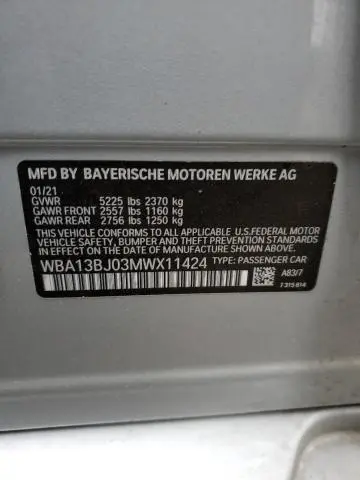 MFD BY BAYERISCHE MOTOREN WERKE AG
01/21
GVWR 5225 lbs 2370 kg
GAWR FRONT 2557 lbs 1160 kg
GAWR REAR 2756 lbs 1250 kg
THIS VEHICLE CONFORMS TO ALL APPLICABLE U.S.FEDERAL
MOTOR VEHICLE SAFETY, BUMPER, AND THEFT PREVENTION STANDARDS
IN EFFECT ON THE DATE OF MANUFACTURE SHOWN ABOVE.
WBA13BJ03MWX11424 TYPE: PASSENGER CAR
A83/7
7 315 614